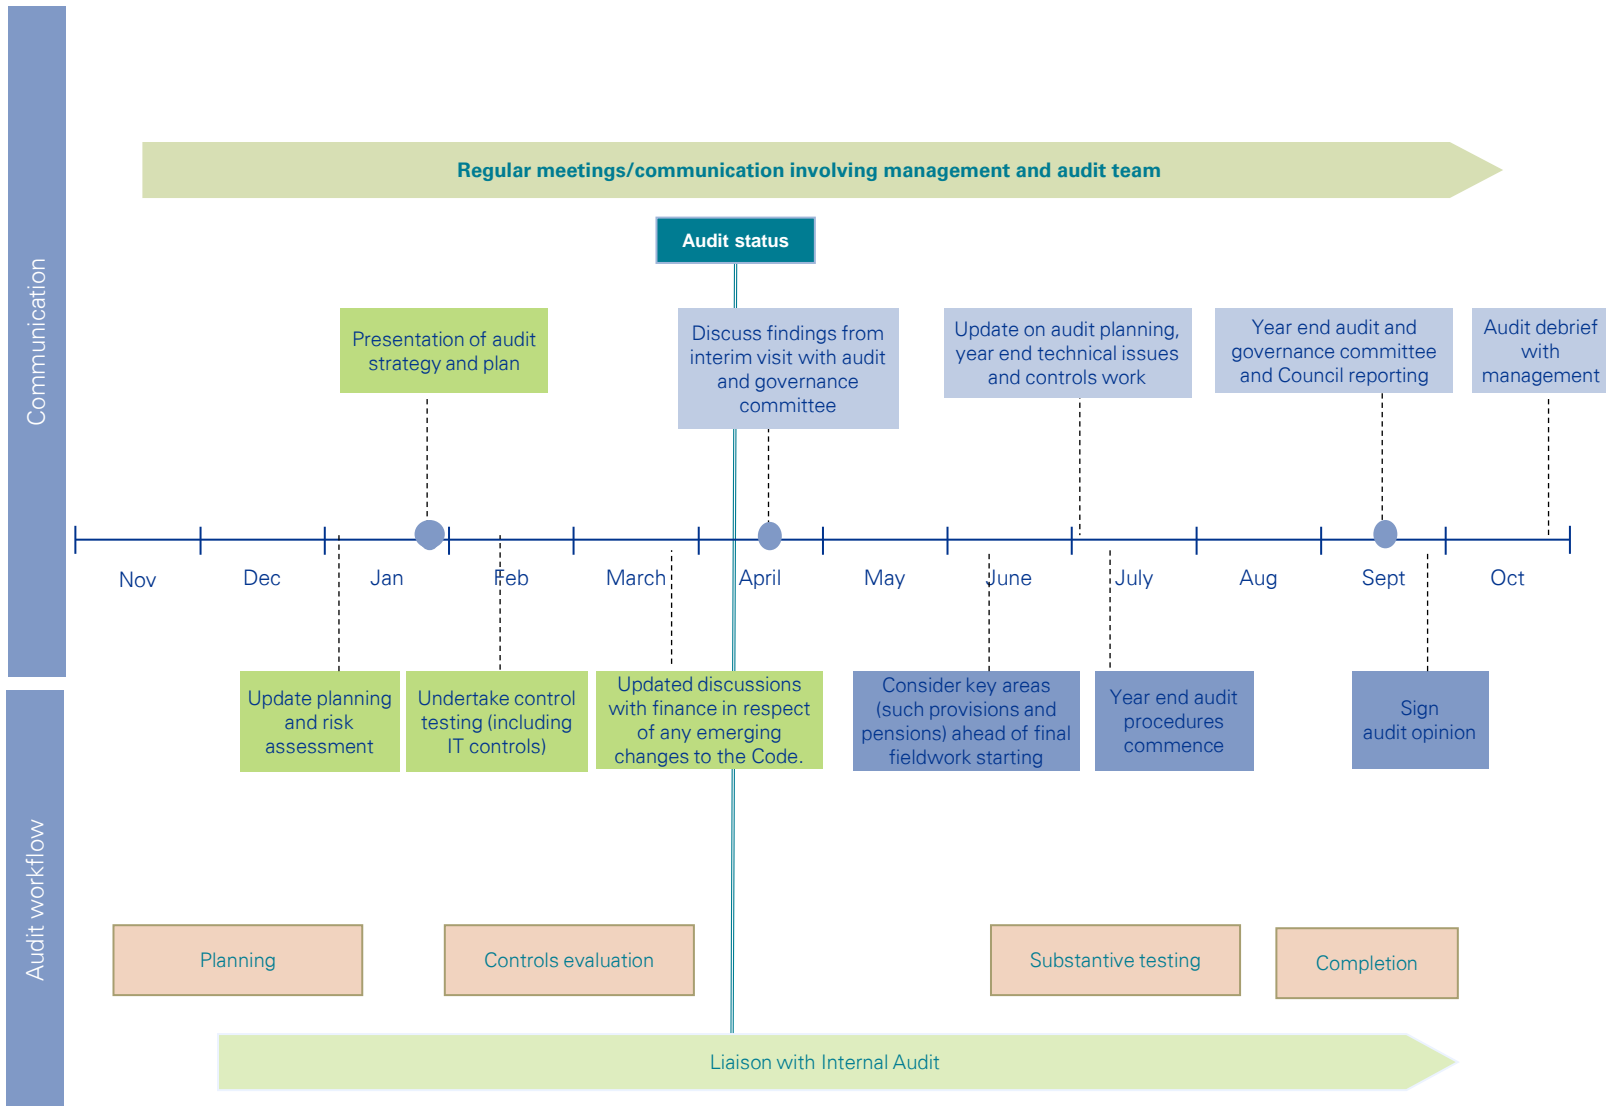 Communication
Regular meetings/communication involving management and audit team
Audit status
Presentation of audit
strategy and plan
Discuss findings from
interim visit with audit
and governance
committee
Update on audit planning,
year end technical issues
and controls work
Year end audit and
governance committee
and Council reporting
Audit debrief
with
management
Nov
Dec
Jan
Feb
March
April
May
June
July
Aug
Sept
Oct
Audit workflow
Update planning
and risk
assessment
Undertake control
testing (including
IT controls)
Updated discussions
with finance in respect
of any emerging
changes to the Code.
Consider key areas
(such provisions and
pensions) ahead of final
fieldwork starting
Year end audit
procedures
commence
Sign
audit opinion
Planning
Controls evaluation
Substantive testing
Completion
Liaison with Internal Audit